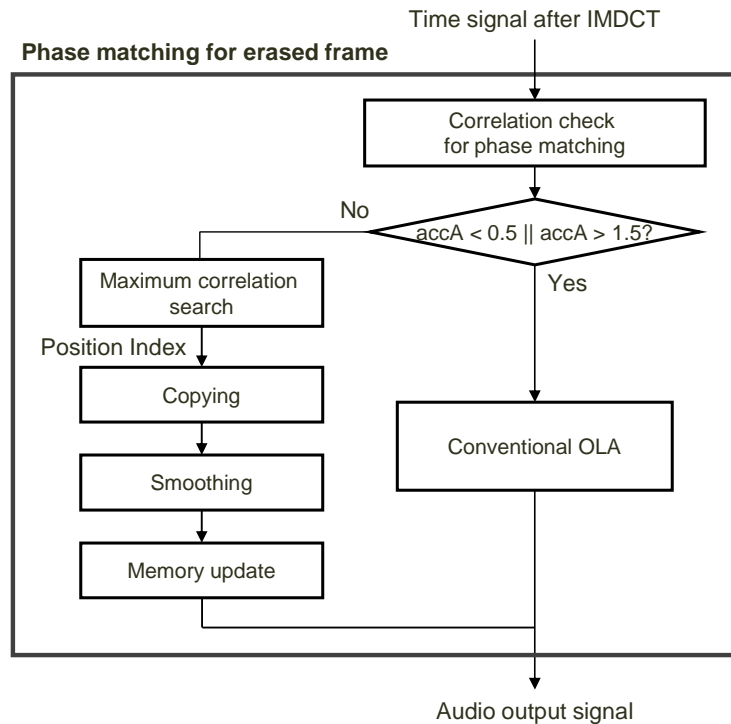 Time signal after IMDCT
Phase matching for erased frame
Correlation check
for phase matching
No
accA < 0.5 || accA > 1.5?
Yes
Maximum correlation
search
Position Index
Copying
Conventional OLA
Smoothing
Memory update
Audio output signal